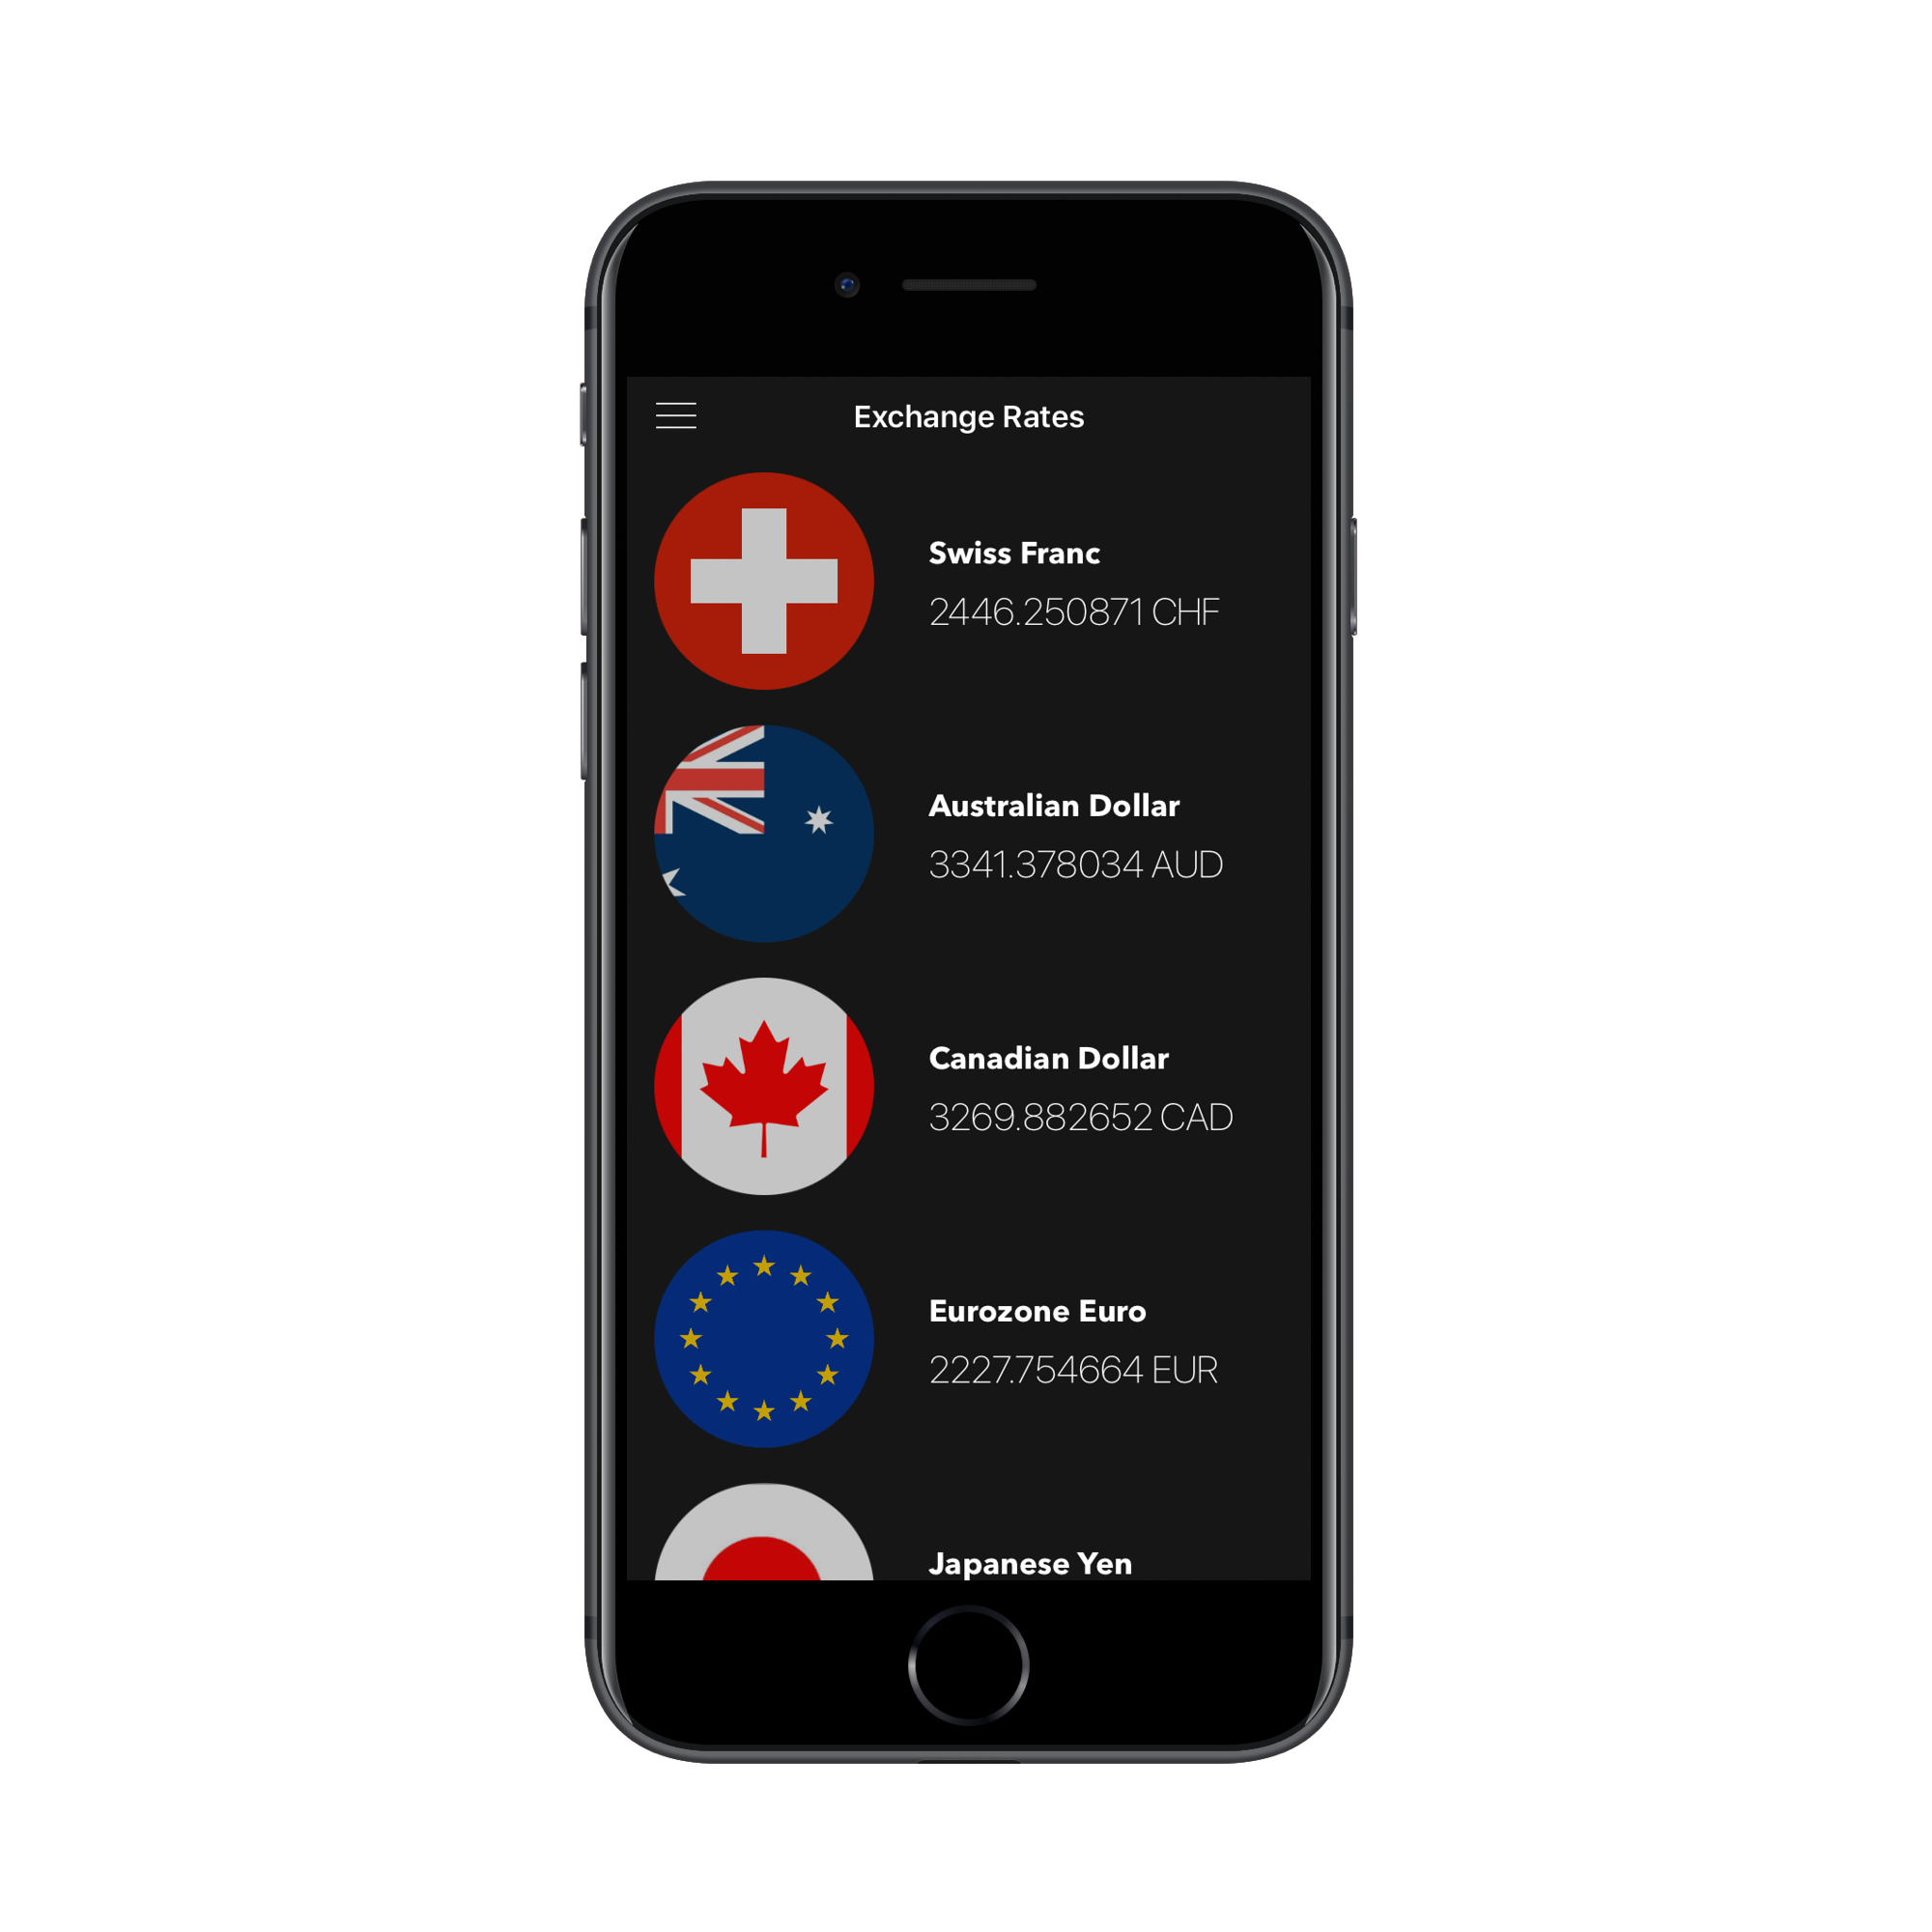 Exchange Rates
Swiss Franc
2446.250871 CHF
Australian Dollar
3341.378034 AUD
Canadian Dollar
3269.882652 CAD
Eurozone Euro
2227.754664 EUR
Japanese Yen